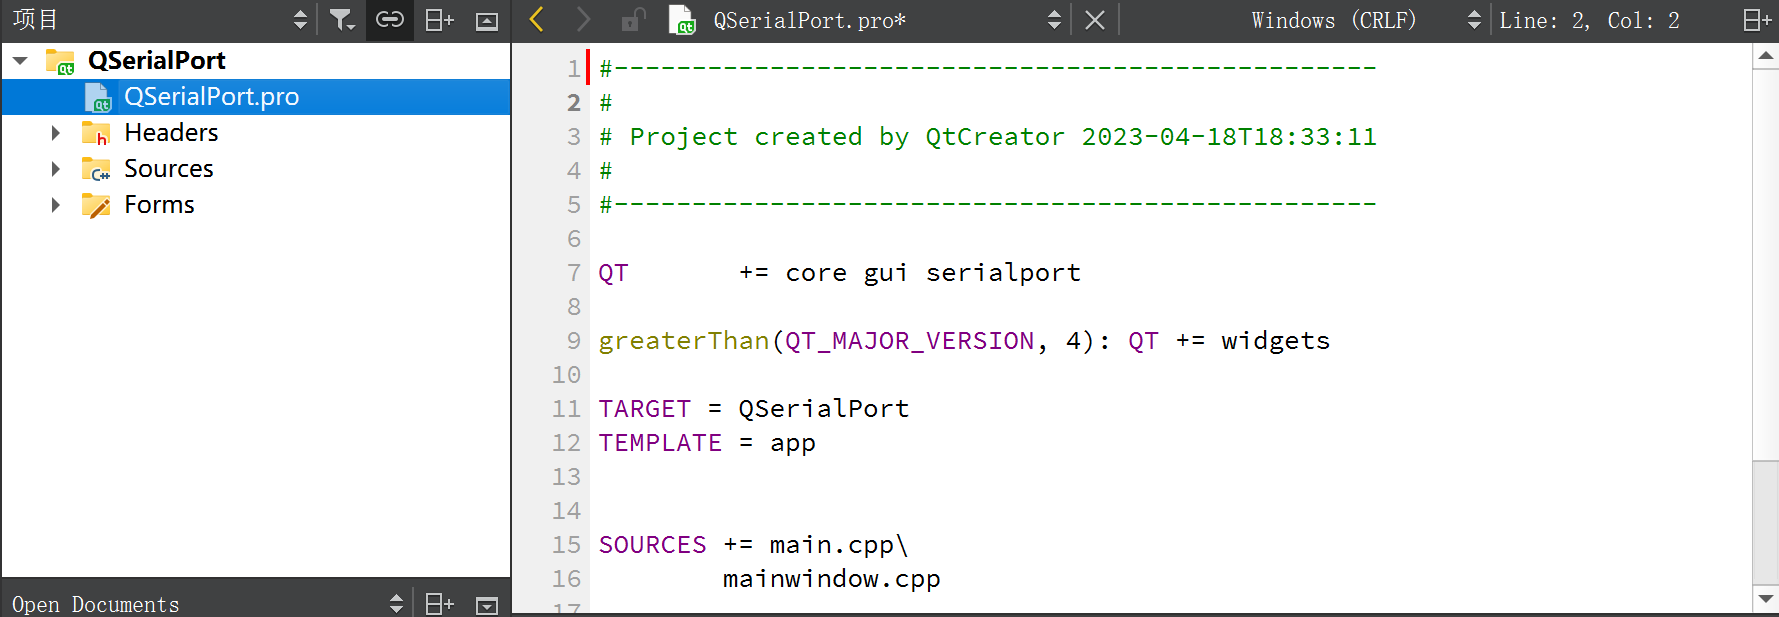 项目
QSerialPort
QSerialPort.pro
Headers
Sources
Forms
Open Documents
QSerialPort.pro*
Windows (CRLF)
Line: 2, Col: 2
1 #-------------------------------------------------
2 #
3 # Project created by QtCreator 2023-04-18T18:33:11
4 #
5 #-------------------------------------------------
6
7 QT       += core gui serialport
8
9 greaterThan(QT_MAJOR_VERSION, 4): QT += widgets
10
11 TARGET = QSerialPort
12 TEMPLATE = app
13
14
15 SOURCES += main.cpp\
16         mainwindow.cpp
17